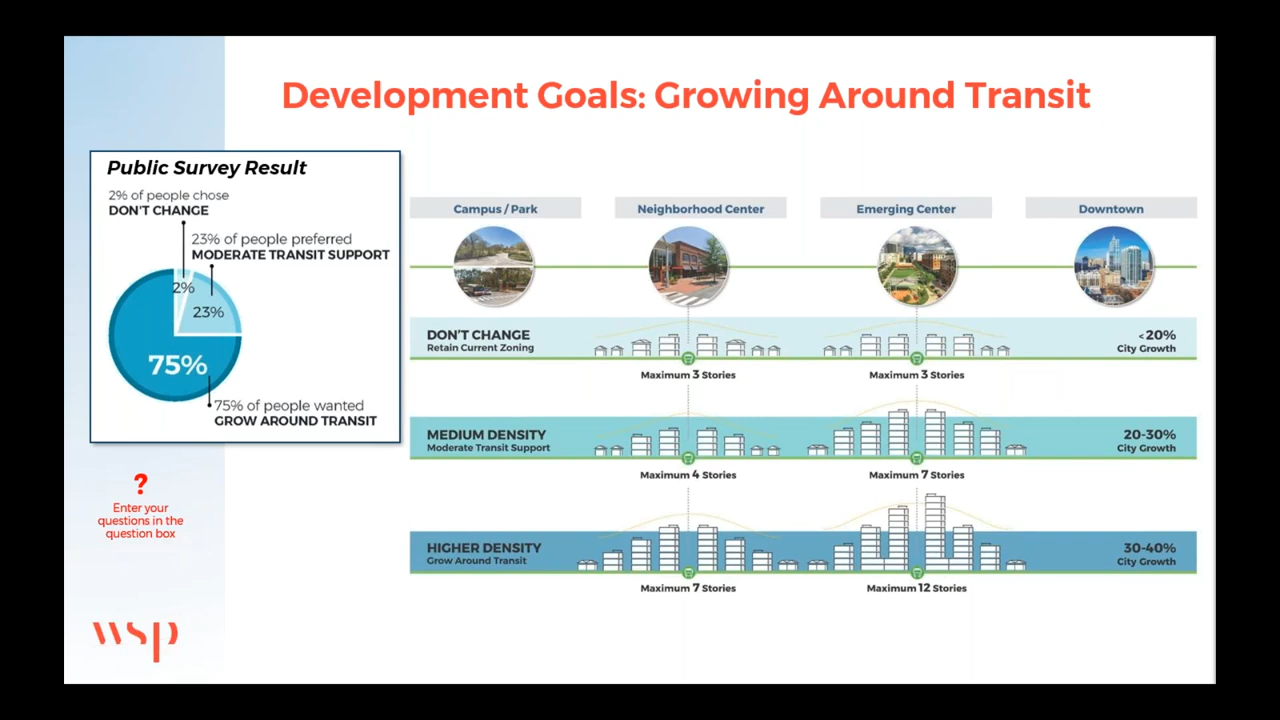 Development Goals: Growing Around Transit
Public Survey Result
2% of people chose
DON'T CHANGE
23% of people preferred
MODERATE TRANSIT SUPPORT
2%
23%
75%
75% of people wanted
GROW AROUND TRANSIT
?
Enter your
questions in the
question box
wsp
Campus / Park
Neighborhood Center
Emerging Center
Downtown
DON'T CHANGE
Retain Current Zoning
<20%
City Growth
Maximum 3 Stories
Maximum 3 Stories
MEDIUM DENSITY
Moderate Transit Support
20-30%
City Growth
Maximum 4 Stories
Maximum 7 Stories
HIGHER DENSITY
Grow Around Transit
30-40%
City Growth
Maximum 7 Stories
Maximum 12 Stories